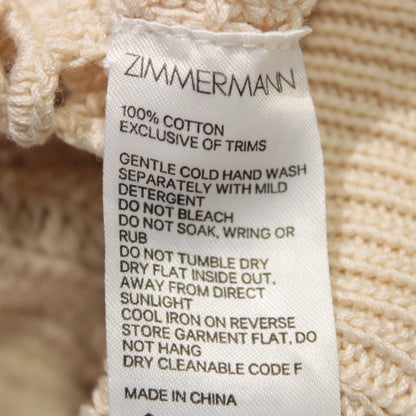 ZIMMERMANN
100% COTTON
EXCLUSIVE OF TRIMS
GENTLE COLD HAND WASH
SEPARATELY WITH MILD
DETERGENT
DO NOT BLEACH
DO NOT SOAK, WRING OR
RUB
DO NOT TUMBLE DRY
DRY FLAT INSIDE OUT,
AWAY FROM DIRECT
SUNLIGHT
COOL IRON ON REVERSE
STORE GARMENT FLAT, DO
NOT HANG
DRY CLEANABLE CODE F
MADE IN CHINA